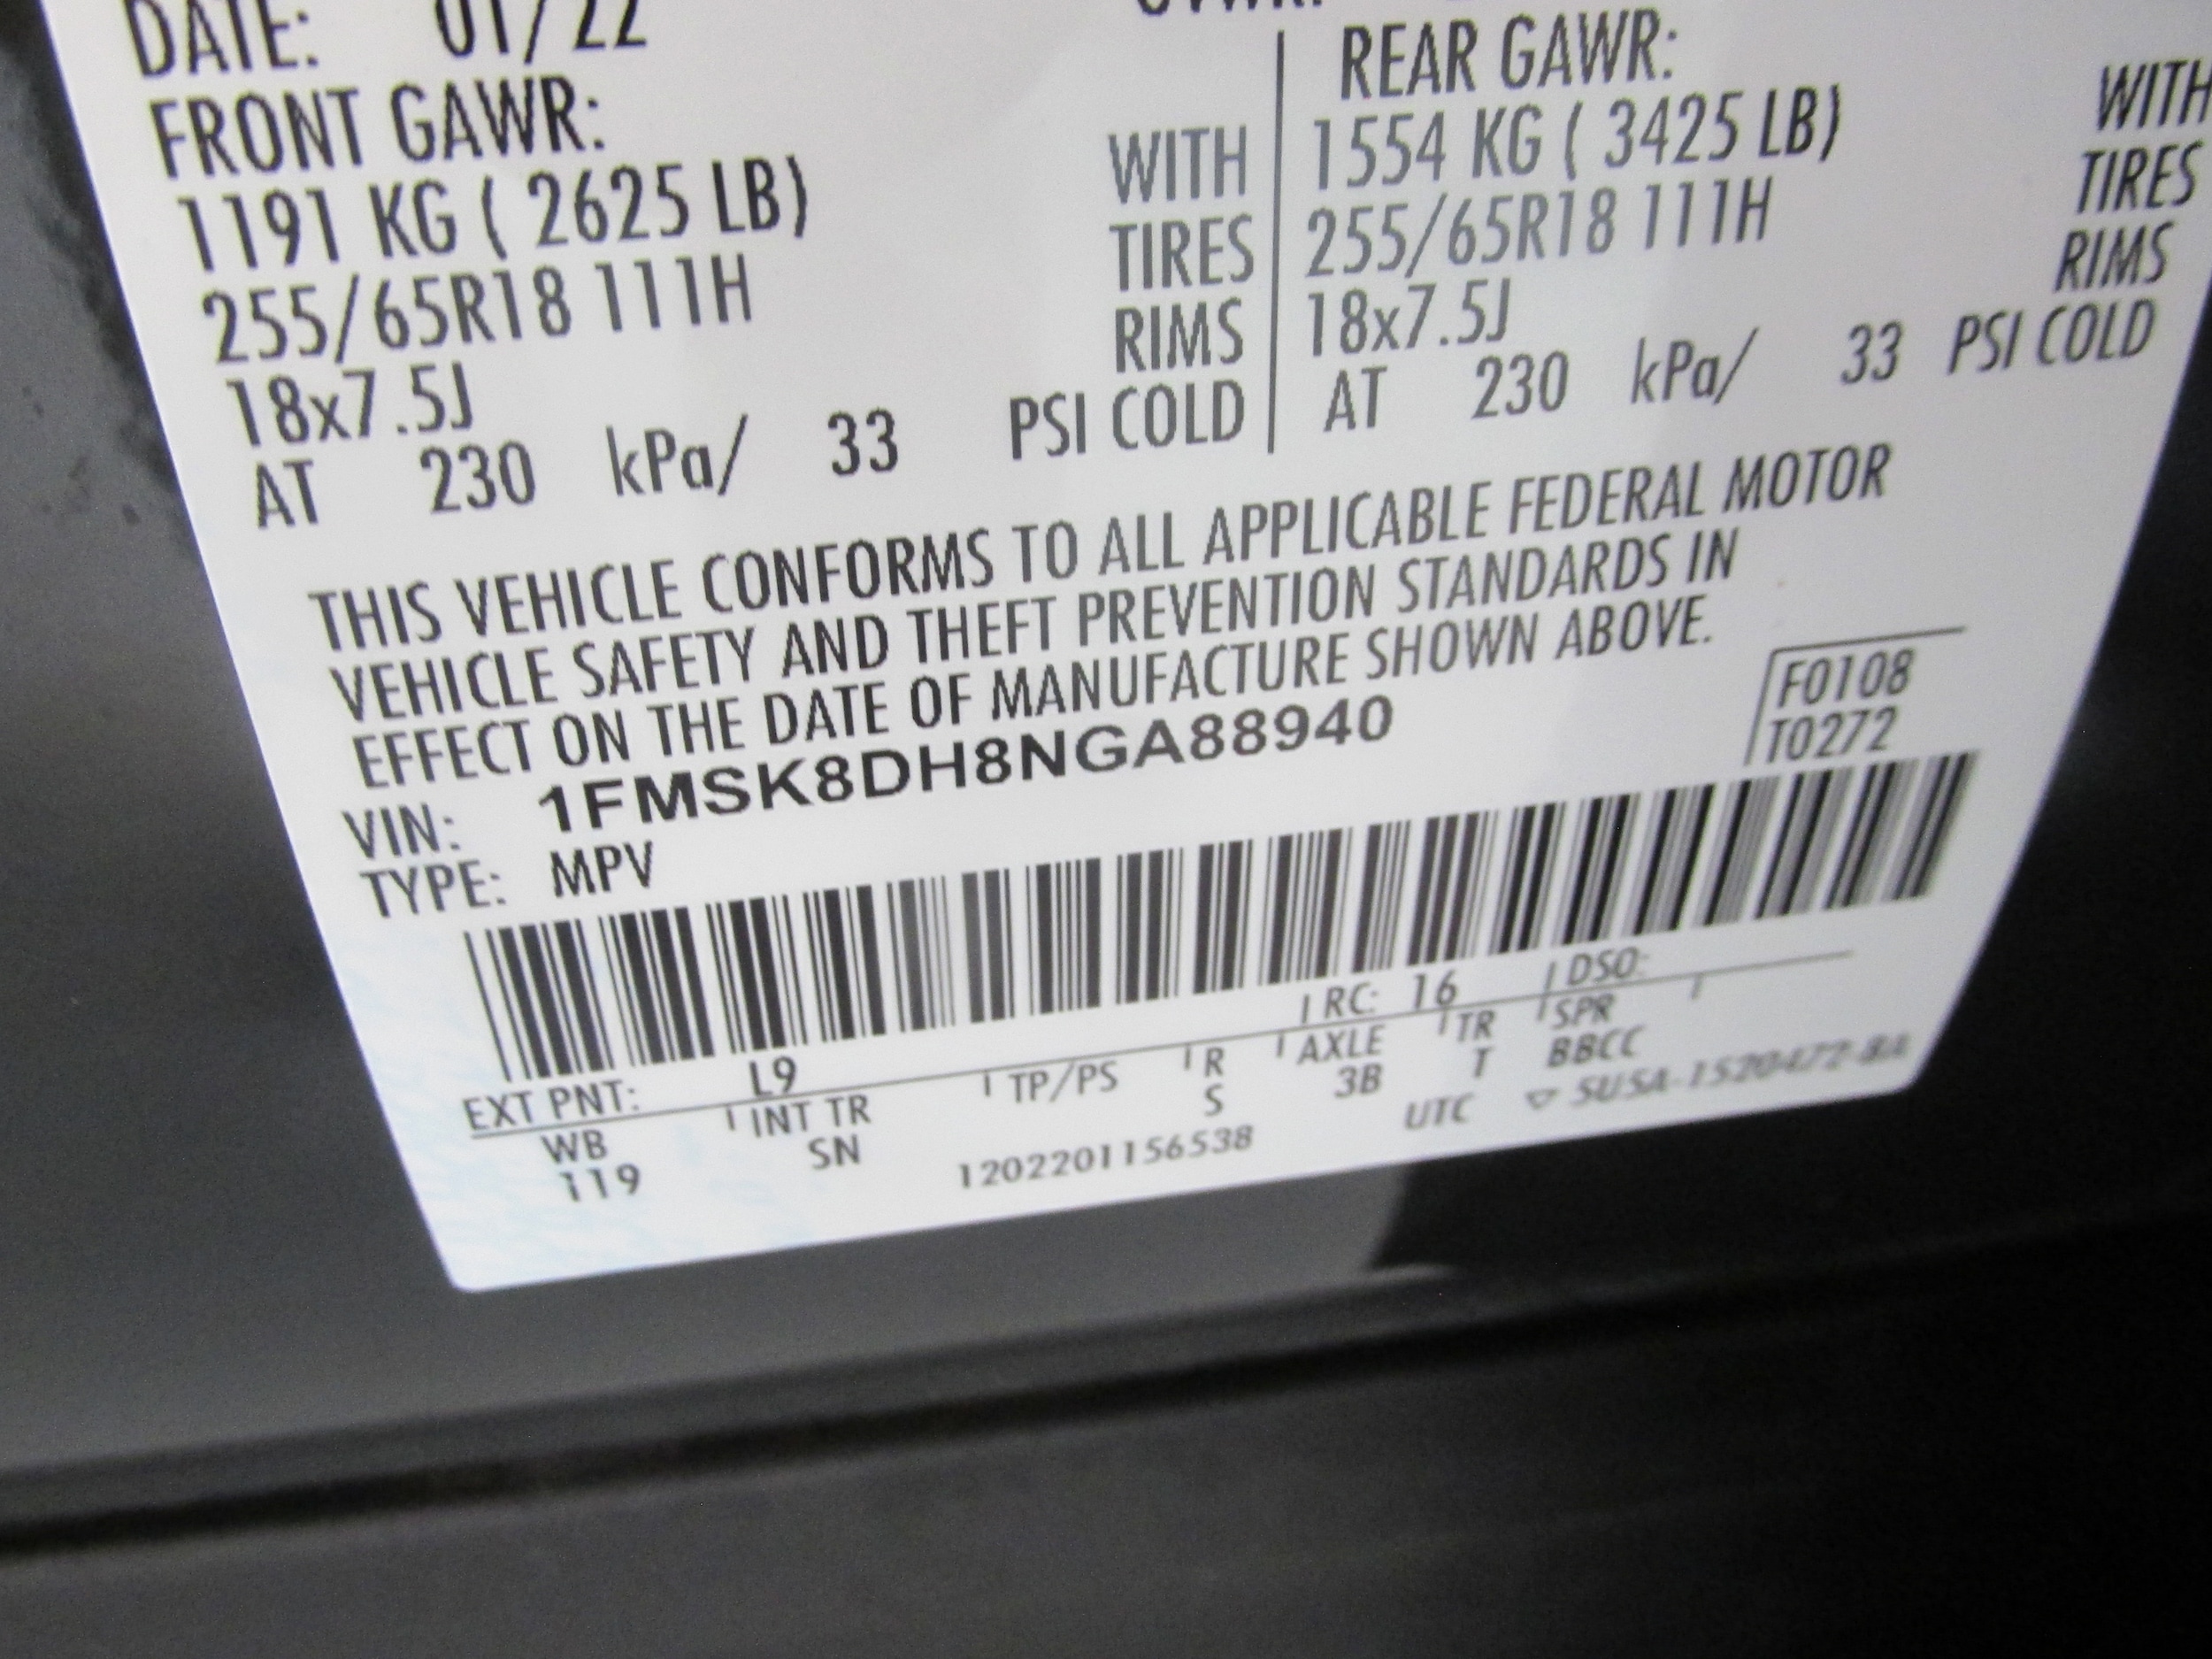 DATE: 01/22
FRONT GAWR:
1191 KG ( 2625 LB) WITH
255/65R18 111H TIRES
18x7.5J RIMS
AT 230 kPa/ 33 PSI COLD
REAR GAWR:
1554 KG ( 3425 LB) WITH
255/65R18 111H TIRES
18x7.5J RIMS
AT 230 kPa/ 33 PSI COLD
THIS VEHICLE CONFORMS TO ALL APPLICABLE FEDERAL MOTOR
VEHICLE SAFETY AND THEFT PREVENTION STANDARDS IN
EFFECT ON THE DATE OF MANUFACTURE SHOWN ABOVE.
VIN: 1FMSK8DH8NGA88940
TYPE: MPV
F0108
T0272
EXT PNT: L9 RC: 16 DSO:
WB INT TR TP/PS R AXLE TR SPR
119 SN S 3B T BBCC
1202201156538 UTC ▽ SUSA-1520472-BA